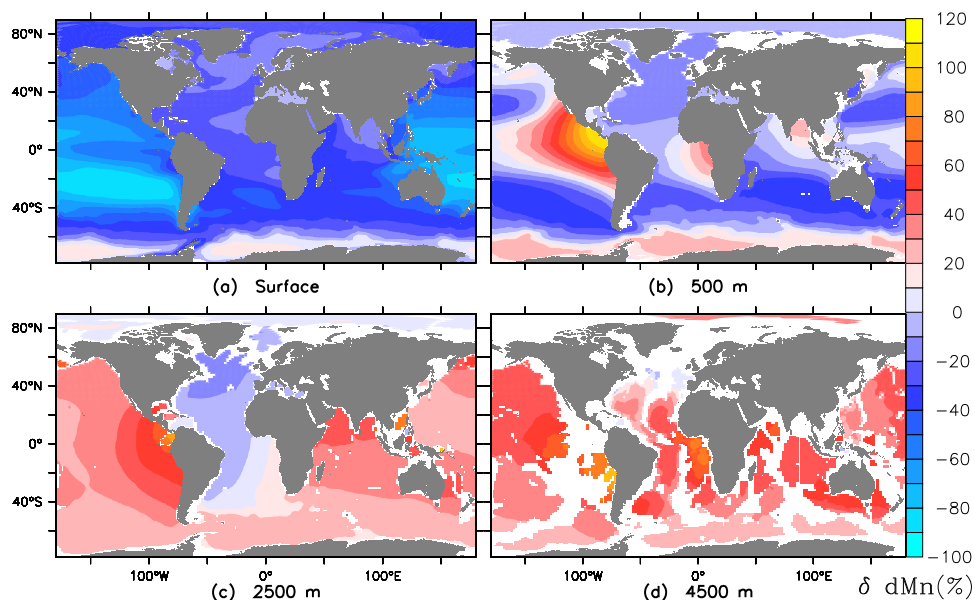 80°N
40°N
0°
40°S
(a) Surface
(b) 500 m
80°N
40°N
0°
40°S
100°W
0°
100°E
100°W
0°
100°E
(c) 2500 m
(d) 4500 m
120
100
80
60
40
20
0
-20
-40
-60
-80
-100
δ dMn(%)